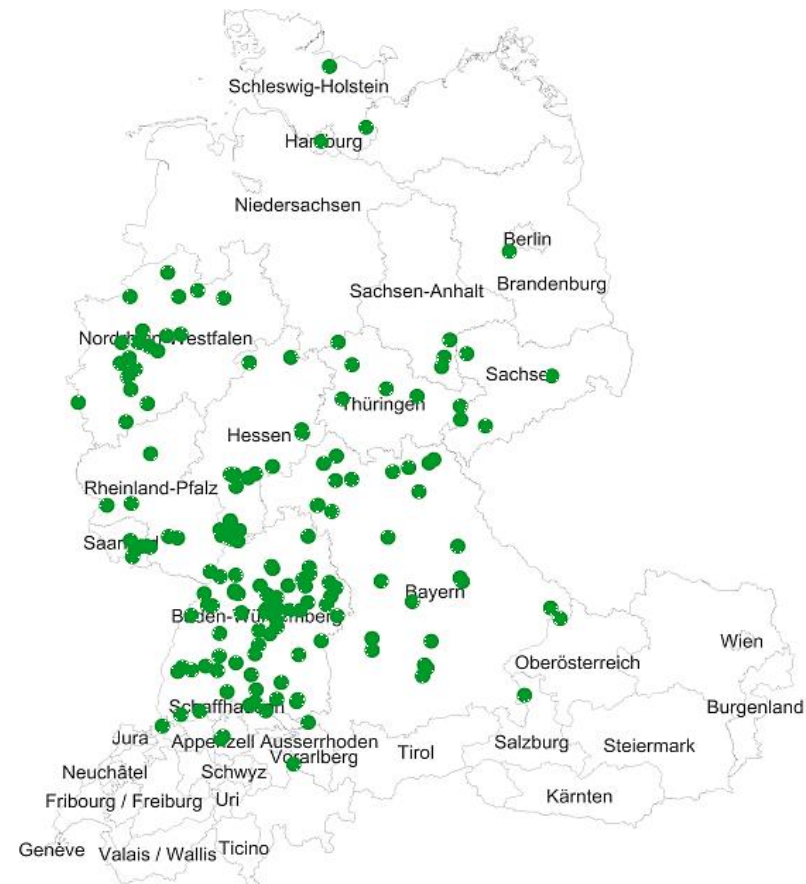 Schleswig-Holstein
Hamburg
Niedersachsen
Berlin
Sachsen-Anhalt
Brandenburg
Nordrhein-Westfalen
Sachsen
Thüringen
Hessen
Rheinland-Pfalz
Saarland
Bayern
Baden-Württemberg
Wien
Oberösterreich
Schaffhausen
Burgenland
Jura
Appenzell Ausserrhoden
Salzburg
Steiermark
Tirol
Vorarlberg
Neuchâtel
Schwyz
Kärnten
Fribourg / Freiburg
Uri
Genève
Valais / Wallis
Ticino